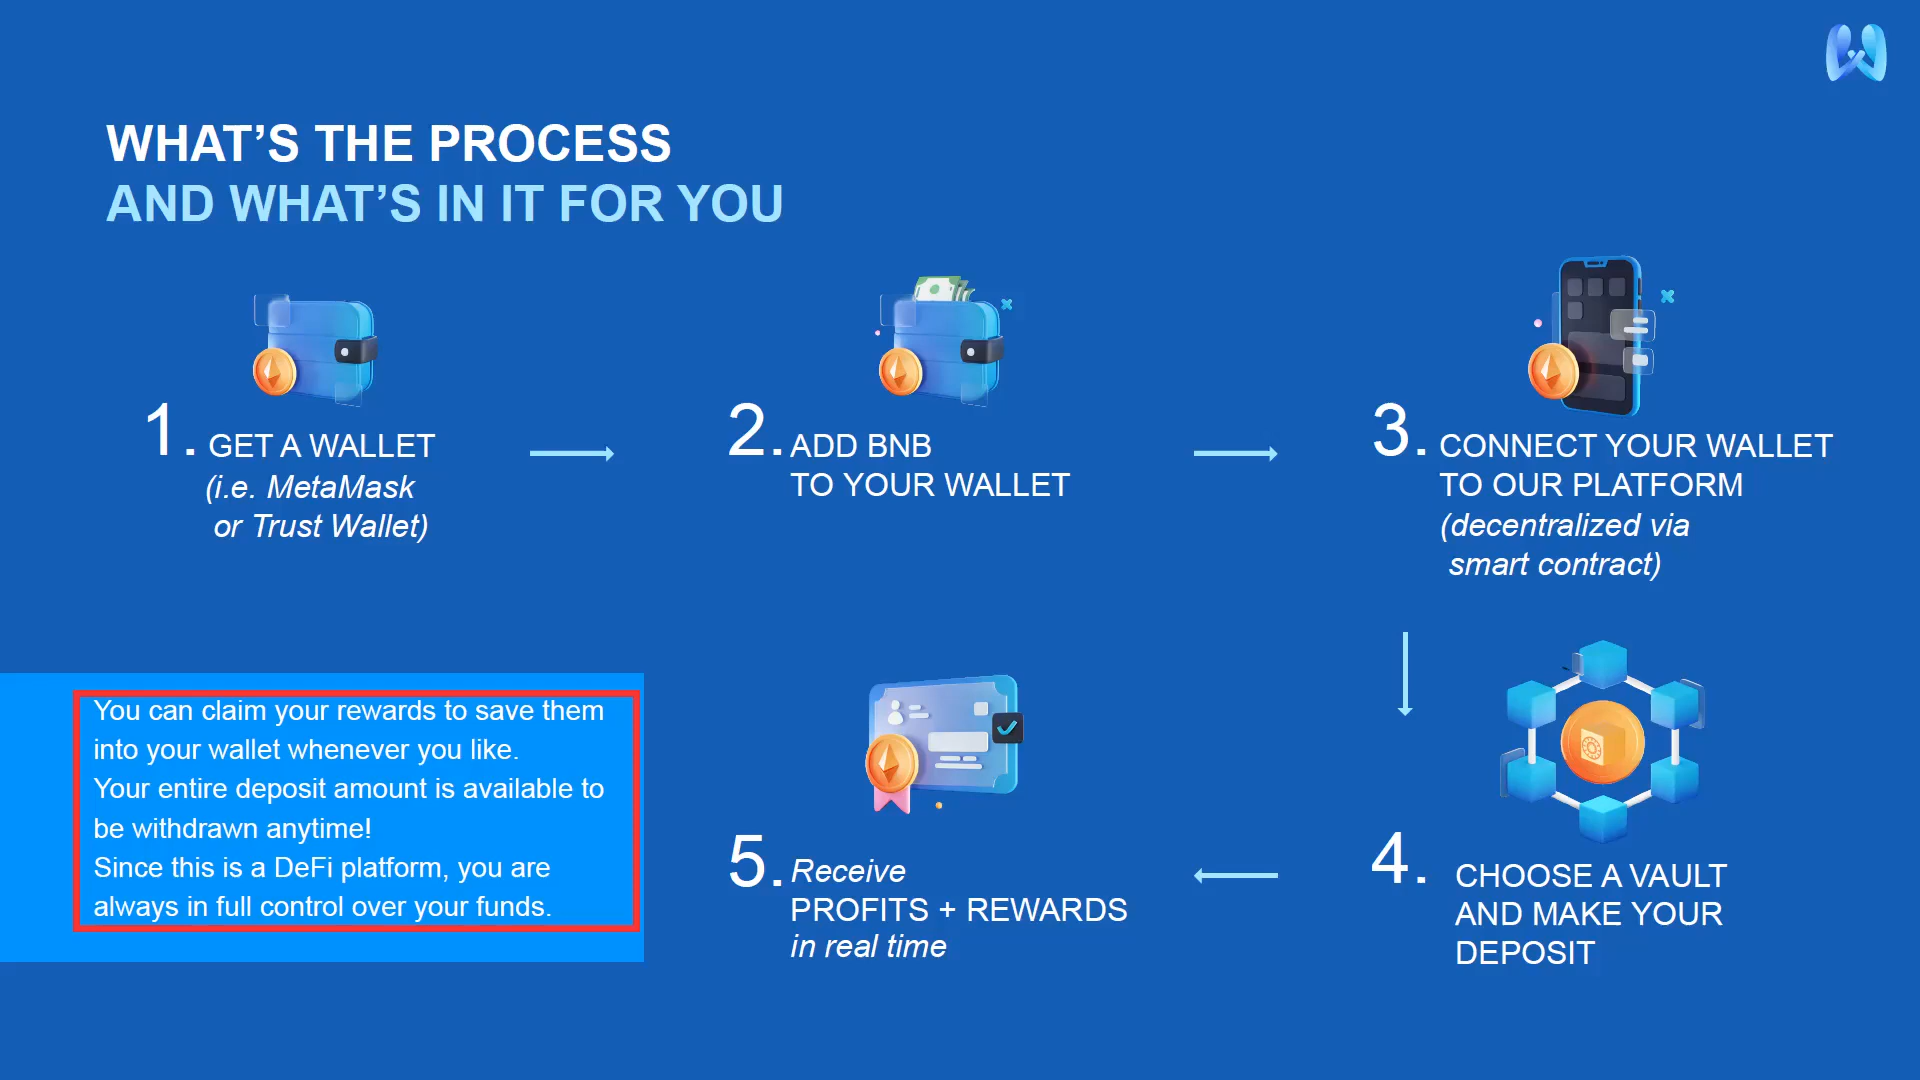 WHAT’S THE PROCESS
AND WHAT’S IN IT FOR YOU
1. GET A WALLET
(i.e. MetaMask
or Trust Wallet)
2. ADD BNB
TO YOUR WALLET
3. CONNECT YOUR WALLET
TO OUR PLATFORM
(decentralized via
smart contract)
4. CHOOSE A VAULT
AND MAKE YOUR
DEPOSIT
5. Receive
PROFITS + REWARDS
in real time
You can claim your rewards to save them
into your wallet whenever you like.
Your entire deposit amount is available to
be withdrawn anytime!
Since this is a DeFi platform, you are
always in full control over your funds.